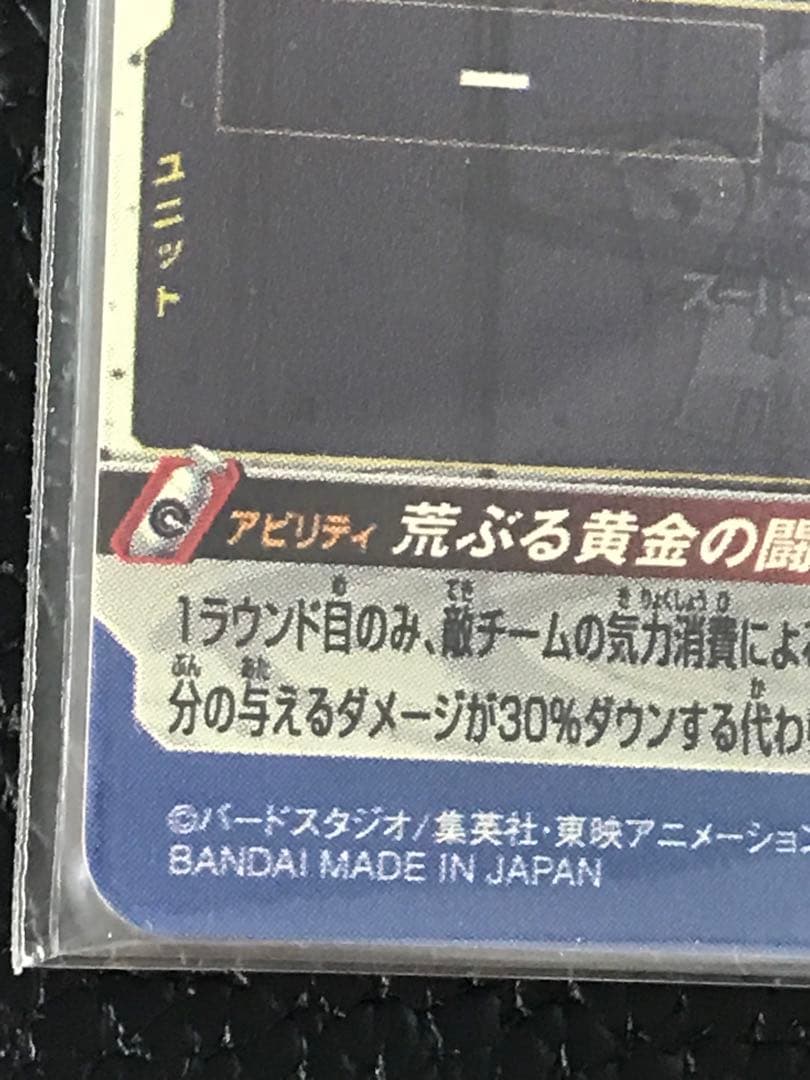 ー
ユニット
スーパー
アビリティ 荒ぶる黄金の闘
1ラウンド目のみ、敵チームの気力消費によ
分の与えるダメージが30%ダウンする代わ
©バードスタジオ/集英社・東映アニメーション
BANDAI MADE IN JAPAN